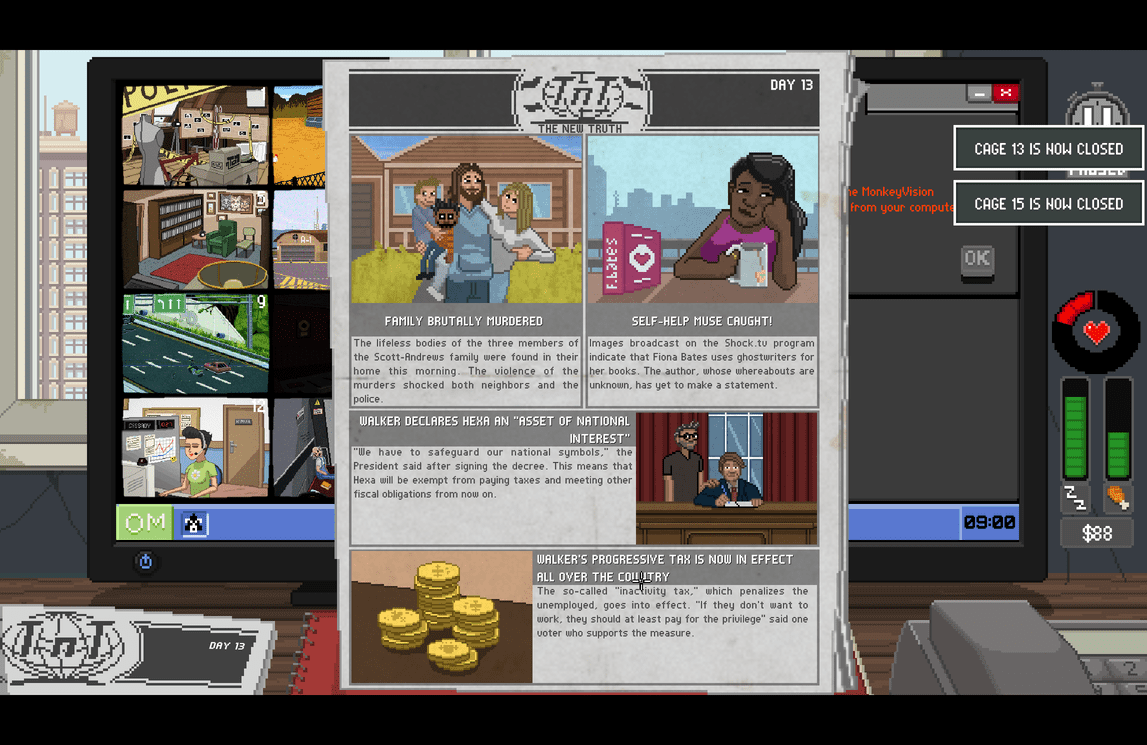 POLI
DAY 13
TnT
THE NEW TRUTH
CAGE 13 IS NOW CLOSED
PAUSED
CAGE 15 IS NOW CLOSED
he MonkeyVision
from your compute
OK
F.Bates
FAMILY BRUTALLY MURDERED
The lifeless bodies of the three members of
the Scott-Andrews family were found in their
home this morning. The violence of the
murders shocked both neighbors and the
police.
SELF-HELP MUSE CAUGHT!
Images broadcast on the Shock.tv program
indicate that Fiona Bates uses ghostwriters for
her books. The author, whose whereabouts are
unknown, has yet to make a statement.
9
12
WALKER DECLARES HEXA AN "ASSET OF NATIONAL
INTEREST"
"We have to safeguard our national symbols," the
President said after signing the decree. This means that
Hexa will be exempt from paying taxes and meeting other
fiscal obligations from now on.
WALKER'S PROGRESSIVE TAX IS NOW IN EFFECT
ALL OVER THE COUNTRY
The so-called "inactivity tax," which penalizes the
unemployed, goes into effect. "If they don't want to
work, they should at least pay for the privilege" said one
voter who supports the measure.
OM
09:00
ZZZ
$88
TnT
DAY 13
2